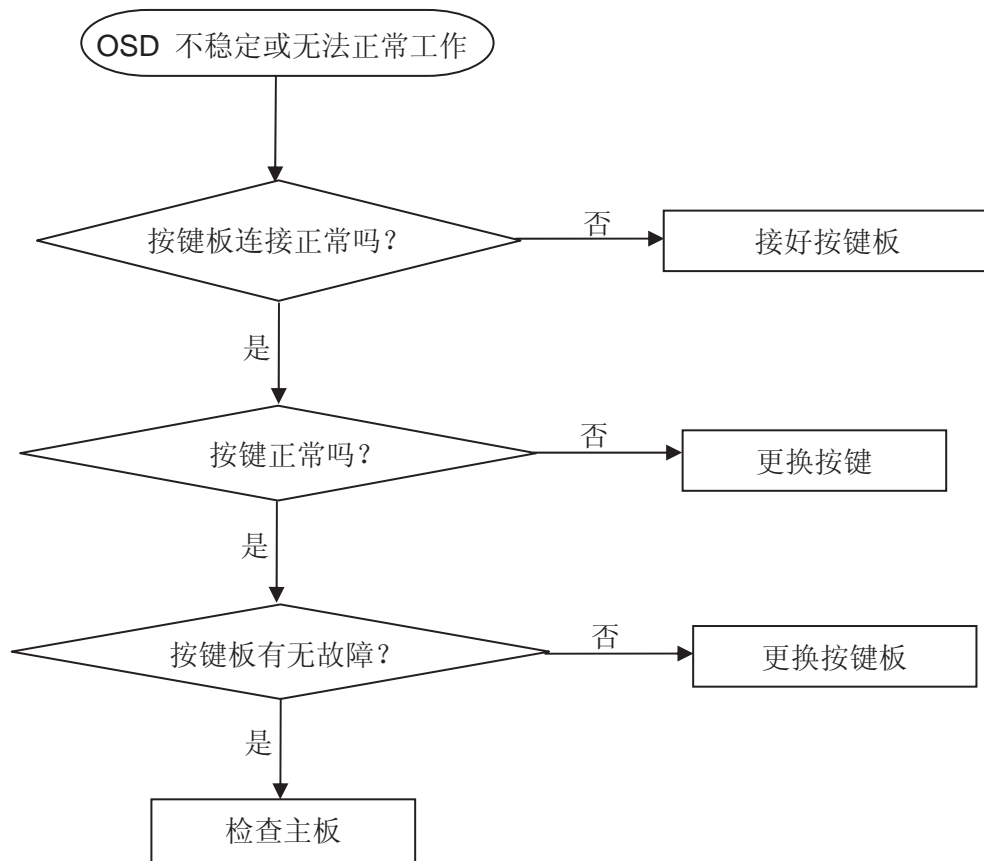 OSD 不稳定或无法正常工作
按键板连接正常吗？
否
接好按键板
是
按键正常吗？
否
更换按键
是
按键板有无故障？
否
更换按键板
是
检查主板